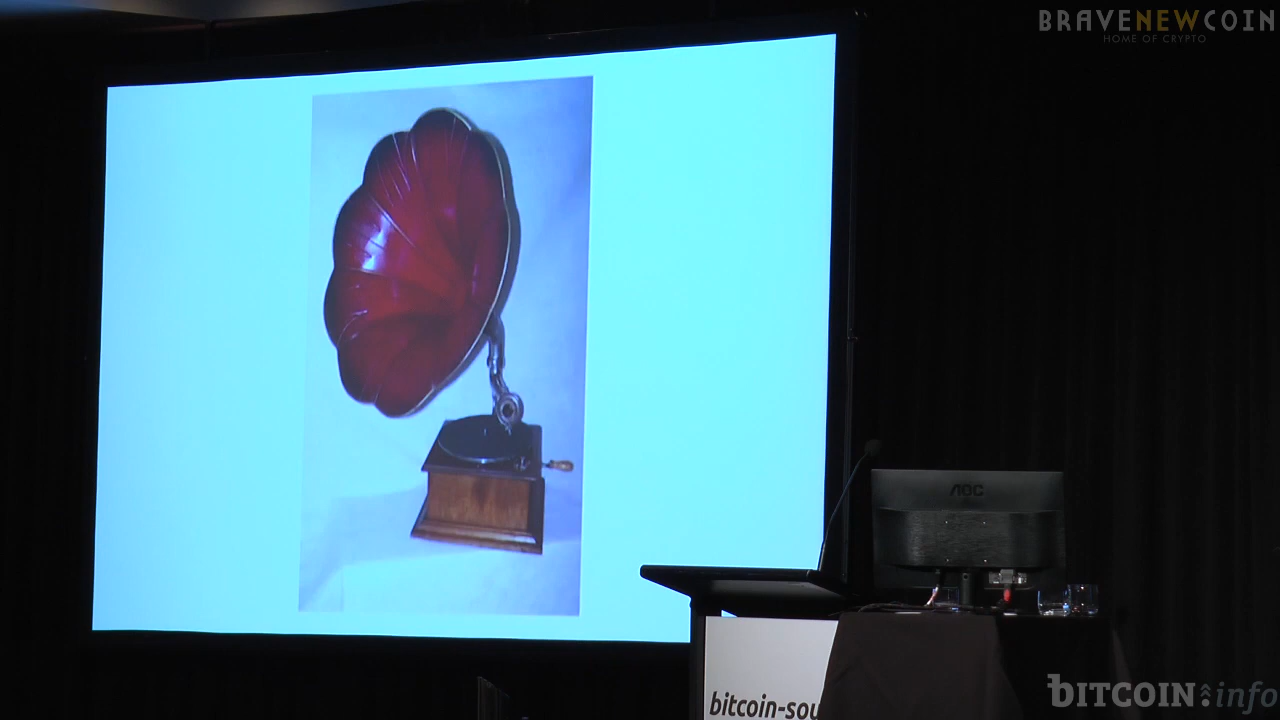 BRAVENEWCOIN
HOME OF CRYPTO
AOC
bitcoin-sou
BITCOIN.info